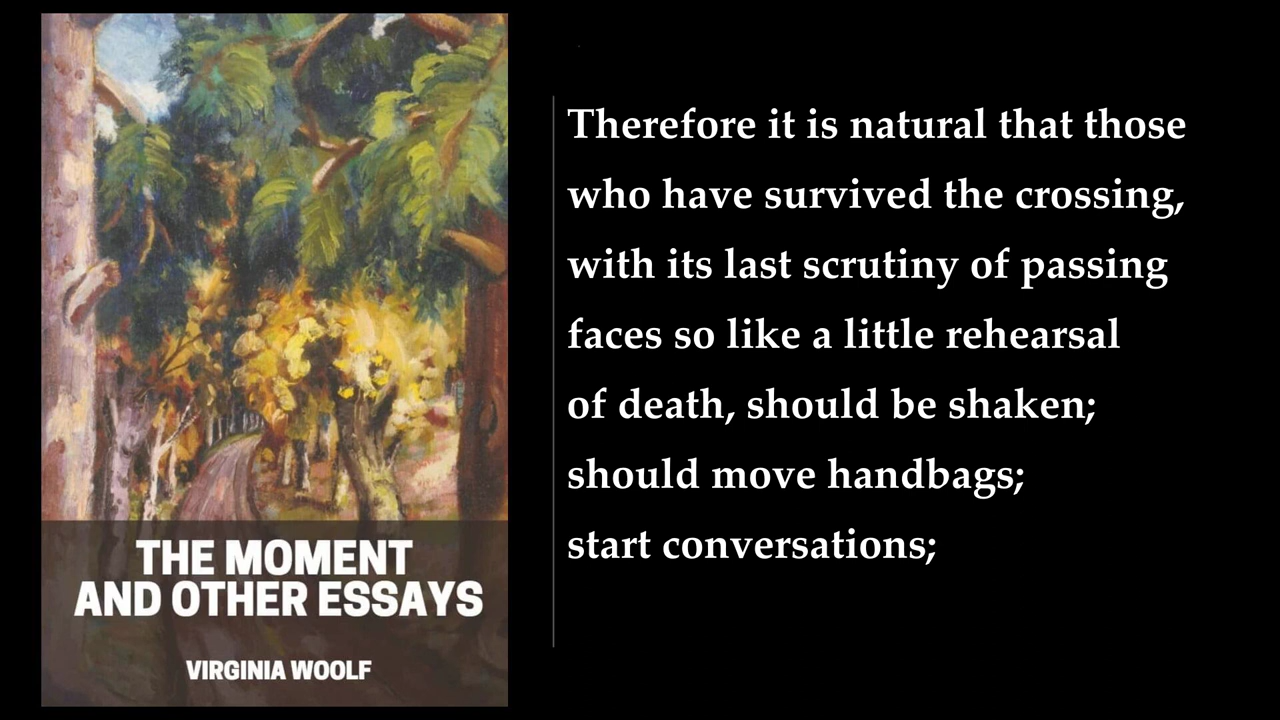 THE MOMENT
AND OTHER ESSAYS
VIRGINIA WOOLF
Therefore it is natural that those
who have survived the crossing,
with its last scrutiny of passing
faces so like a little rehearsal
of death, should be shaken;
should move handbags;
start conversations;